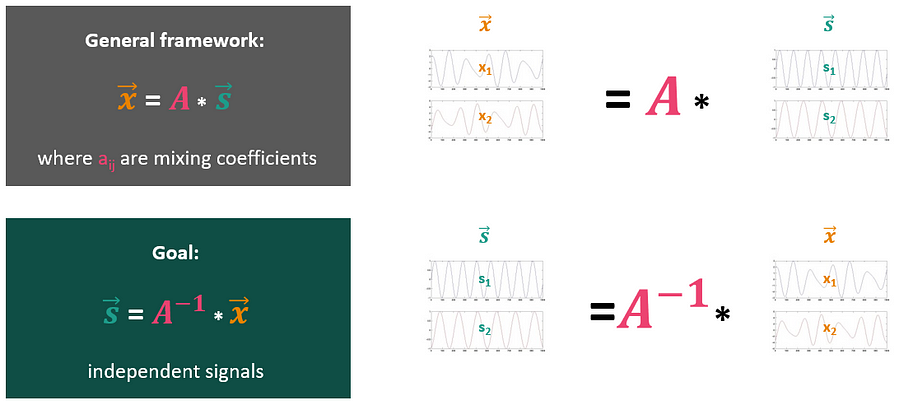 General framework:
x⃗ = A * s⃗
where aij are mixing coefficients
x⃗
x1
x2
= A *
s⃗
s1
s2
Goal:
s⃗ = A⁻¹ * x⃗
independent signals
s⃗
s1
s2
= A⁻¹ *
x⃗
x1
x2